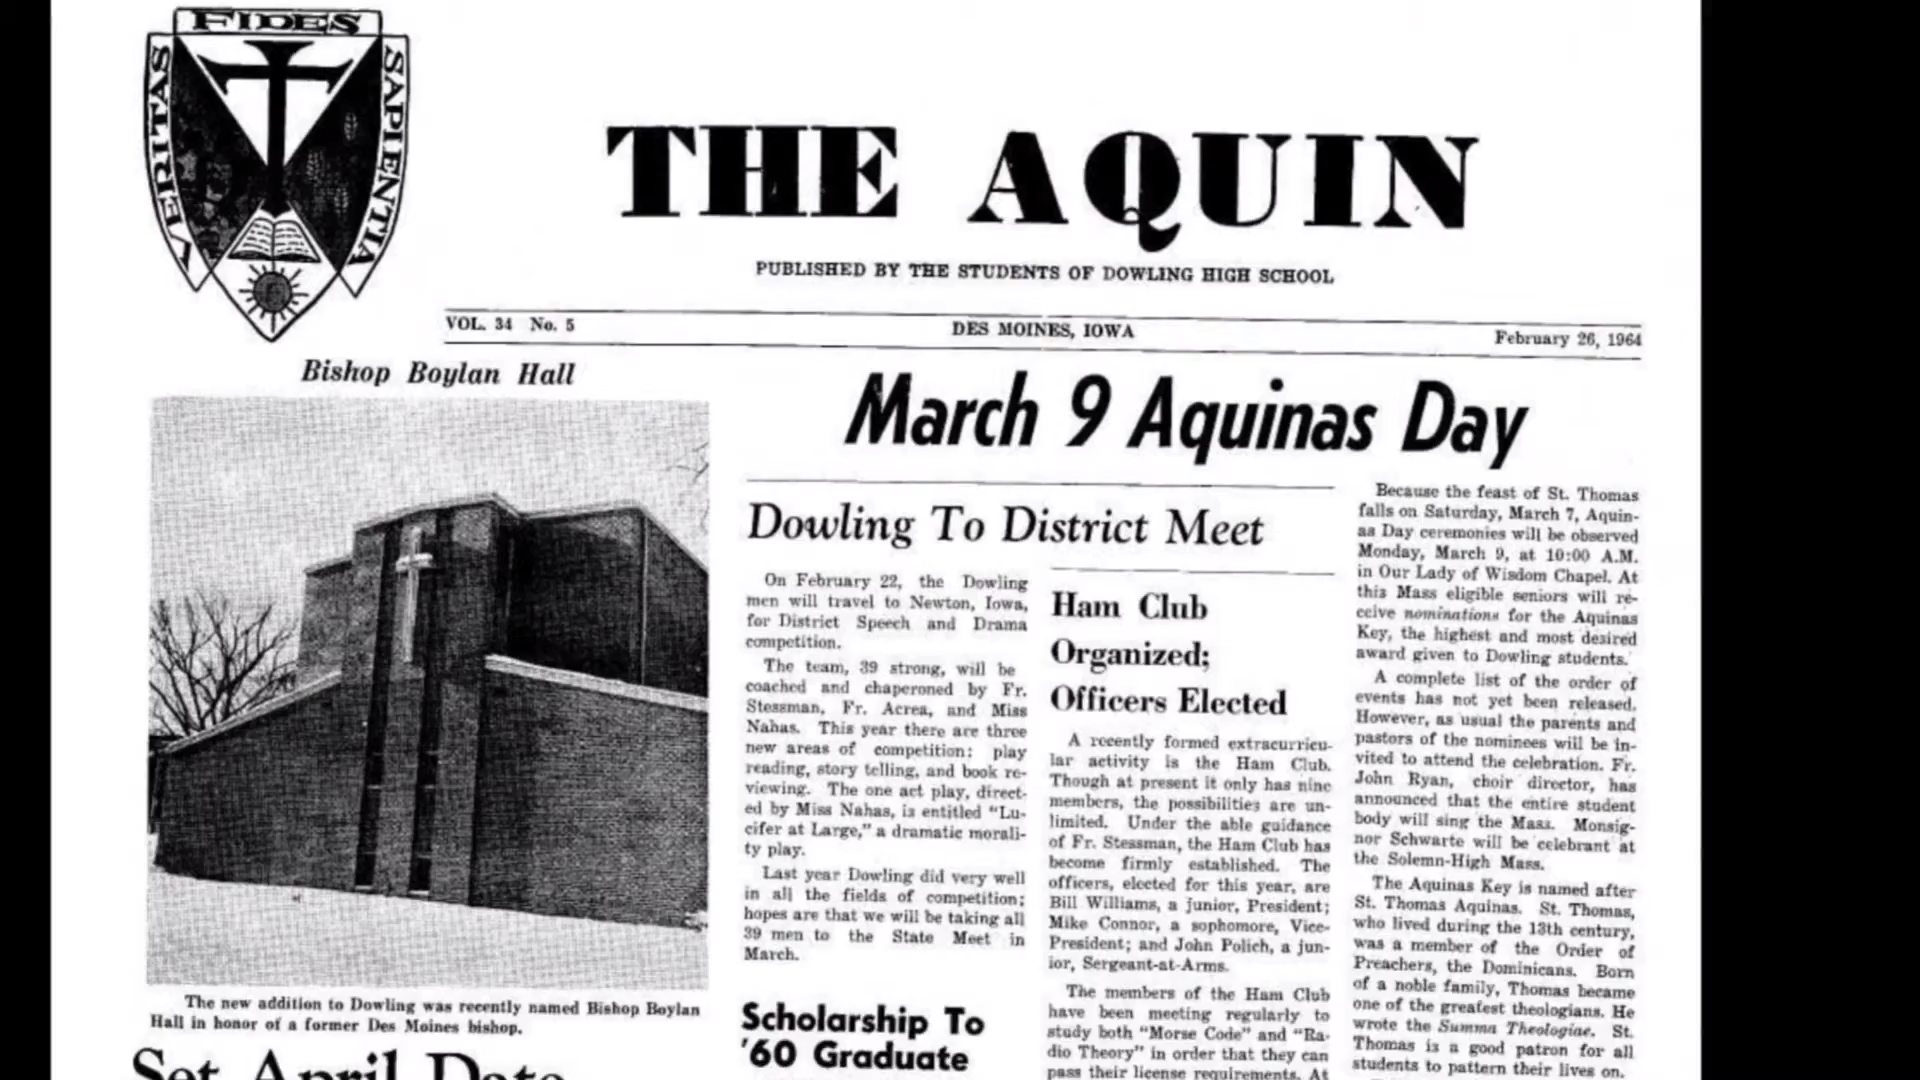 FIDES
VERITAS
SAPIENTIA
THE AQUIN
PUBLISHED BY THE STUDENTS OF DOWLING HIGH SCHOOL
VOL. 34 No. 5
DES MOINES, IOWA
February 26, 1964
Bishop Boylan Hall
The new addition to Dowling was recently named Bishop Boylan
Hall in honor of a former Des Moines bishop.
Set April Date
March 9 Aquinas Day
Dowling To District Meet
On February 22, the Dowling
men will travel to Newton, Iowa,
for District Speech and Drama
competition.
The team, 39 strong, will be
coached and chaperoned by Fr.
Stessman, Fr. Acrea, and Miss
Nahas. This year there are three
new areas of competition: play
reading, story telling, and book re-
viewing. The one act play, direct-
ed by Miss Nahas, is entitled "Lu-
cifer at Large," a dramatic morali-
ty play.
Last year Dowling did very well
in all the fields of competition;
hopes are that we will be taking all
39 men to the State Meet in
March.
Scholarship To
'60 Graduate
Ham Club
Organized;
Officers Elected
A recently formed extracurricu-
lar activity is the Ham Club.
Though at present it only has nine
members, the possibilities are un-
limited. Under the able guidance
of Fr. Stessman, the Ham Club has
become firmly established. The
officers, elected for this year, are
Bill Williams, a junior, President;
Mike Connor, a sophomore, Vice-
President; and John Polich, a jun-
ior, Sergeant-at-Arms.
The members of the Ham Club
have been meeting regularly to
study both "Morse Code" and "Ra-
dio Theory" in order that they can
pass their license requirements. At
Because the feast of St. Thomas
falls on Saturday, March 7, Aquin-
as Day ceremonies will be observed
Monday, March 9, at 10:00 A.M.
in Our Lady of Wisdom Chapel. At
this Mass eligible seniors will re-
ceive nominations for the Aquinas
Key, the highest and most desired
award given to Dowling students.
A complete list of the order of
events has not yet been released.
However, as usual the parents and
pastors of the nominees will be in-
vited to attend the celebration. Fr.
John Ryan, choir director, has
announced that the entire student
body will sing the Mass. Monsig-
nor Schwarte will be celebrant at
the Solemn-High Mass.
The Aquinas Key is named after
St. Thomas Aquinas. St. Thomas,
who lived during the 13th century,
was a member of the Order of
Preachers, the Dominicans. Born
of a noble family, Thomas became
one of the greatest theologians. He
wrote the Summa Theologiae. St.
Thomas is a good patron for all
students to pattern their lives on.